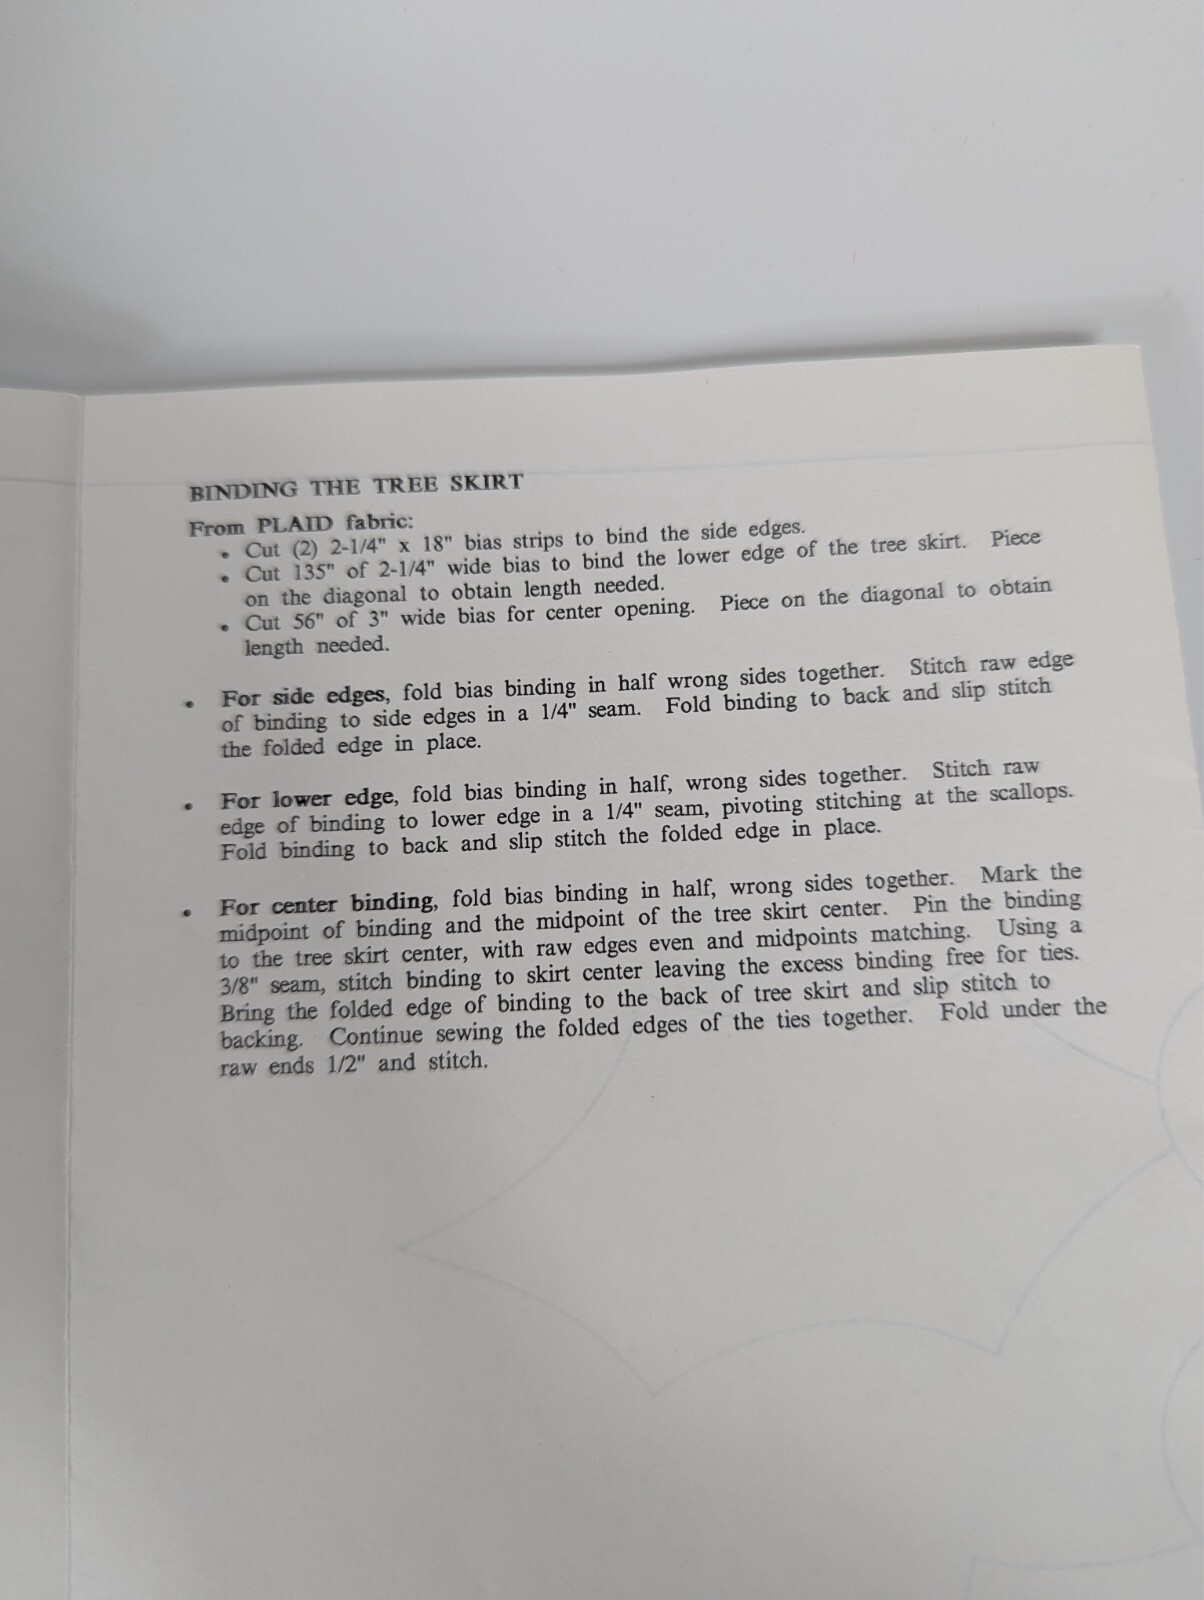 BINDING THE TREE SKIRT
From PLAID fabric:
• Cut (2) 2-1/4" x 18" bias strips to bind the side edges.
• Cut 135" of 2-1/4" wide bias to bind the lower edge of the tree skirt. Piece
on the diagonal to obtain length needed.
• Cut 56" of 3" wide bias for center opening. Piece on the diagonal to obtain
length needed.
• For side edges, fold bias binding in half wrong sides together. Stitch raw edge
of binding to side edges in a 1/4" seam. Fold binding to back and slip stitch
the folded edge in place.
• For lower edge, fold bias binding in half, wrong sides together. Stitch raw
edge of binding to lower edge in a 1/4" seam, pivoting stitching at the scallops.
Fold binding to back and slip stitch the folded edge in place.
• For center binding, fold bias binding in half, wrong sides together. Mark the
midpoint of binding and the midpoint of the tree skirt center. Pin the binding
to the tree skirt center, with raw edges even and midpoints matching. Using a
3/8" seam, stitch binding to skirt center leaving the excess binding free for ties.
Bring the folded edge of binding to the back of tree skirt and slip stitch to
backing. Continue sewing the folded edges of the ties together. Fold under the
raw ends 1/2" and stitch.